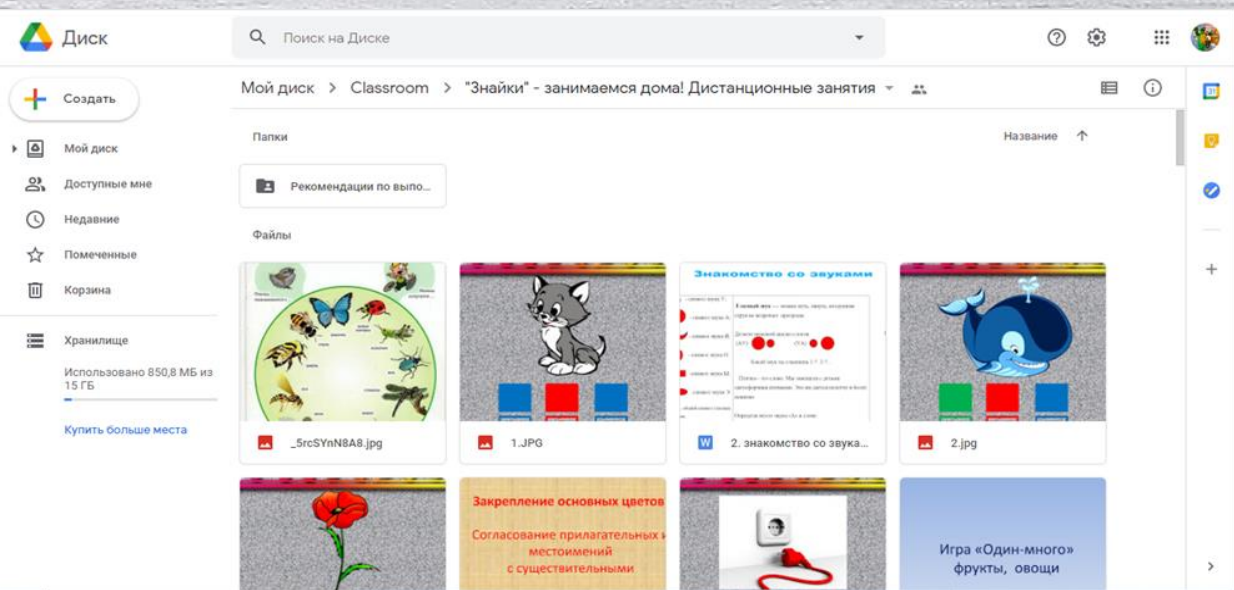 Диск
Поиск на Диске
Создать
Мой диск > Classroom > "Знайки" - занимаемся дома! Дистанционные занятия
Мой диск
Доступные мне
Недавние
Помеченные
Корзина
Хранилище
Использовано 850,8 МБ из
15 ГБ
Купить больше места
Папки
Название
Рекомендации по выпо...
Файлы
Знакомство со звуками
_5rcSYnN8A8.jpg
1.JPG
W
2. знакомство со звука...
2.jpg
Закрепление основных цветов
Согласование прилагательных и
местоимений
с существительными
Игра «Один-много»
фрукты, овощи
31